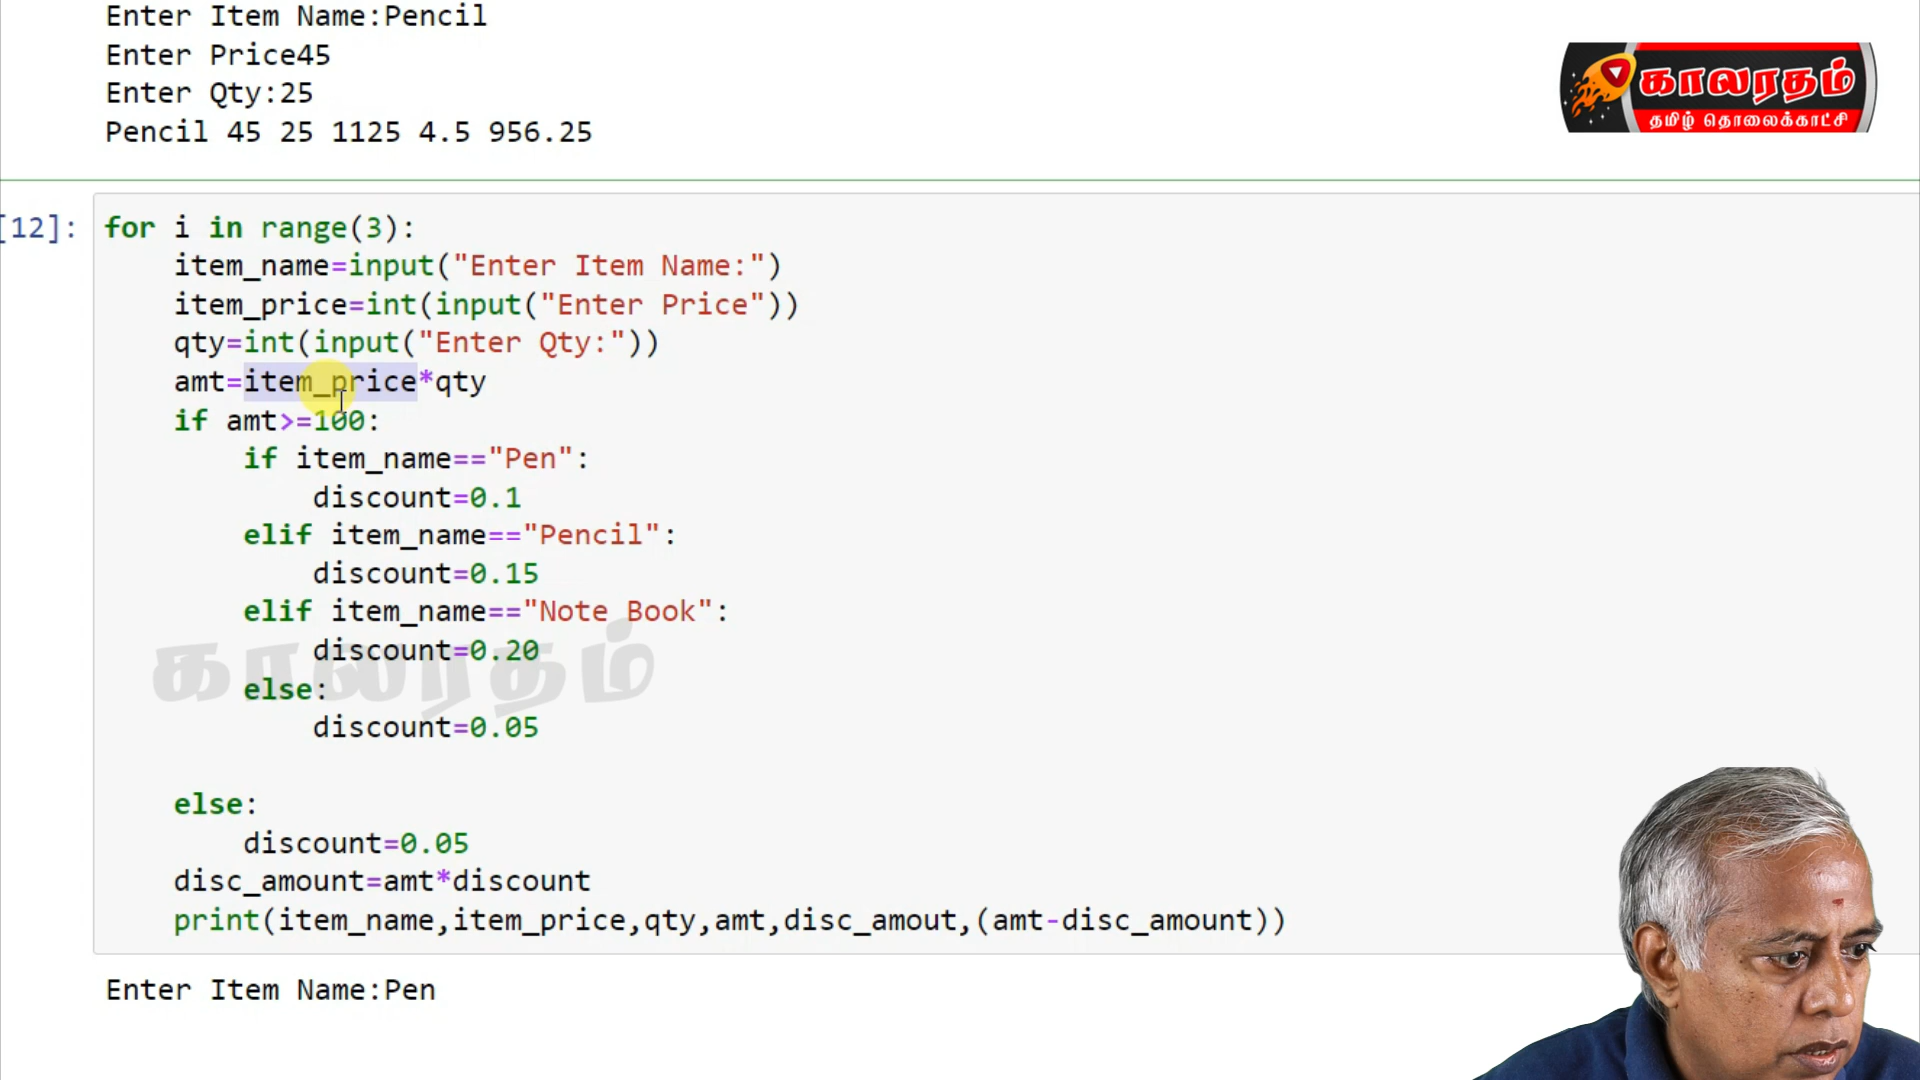 Enter Item Name:Pencil
Enter Price45
Enter Qty:25
Pencil 45 25 1125 4.5 956.25
காலரதம்
தமிழ் தொலைக்காட்சி
[12]:
for i in range(3):
    item_name=input("Enter Item Name:")
    item_price=int(input("Enter Price"))
    qty=int(input("Enter Qty:"))
    amt=item_price*qty
    if amt>=100:
        if item_name=="Pen":
            discount=0.1
        elif item_name=="Pencil":
            discount=0.15
        elif item_name=="Note Book":
            discount=0.20
        else:
            discount=0.05
    else:
        discount=0.05
    disc_amount=amt*discount
    print(item_name,item_price,qty,amt,disc_amout,(amt-disc_amount))
காலரதம்
Enter Item Name:Pen